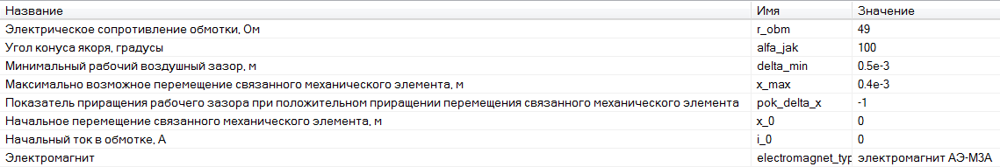 Название Имя Значение
Электрическое сопротивление обмотки, Ом r_obm 49
Угол конуса якоря, градусы alfa_jak 100
Минимальный рабочий воздушный зазор, м delta_min 0.5e-3
Максимально возможное перемещение связанного механического элемента, м x_max 0.4e-3
Показатель приращения рабочего зазора при положительном приращении перемещения связанного механического элемента pok_delta_x -1
Начальное перемещение связанного механического элемента, м x_0 0
Начальный ток в обмотке, А i_0 0
Электромагнит electromagnet_typ электромагнит АЭ-МЗА